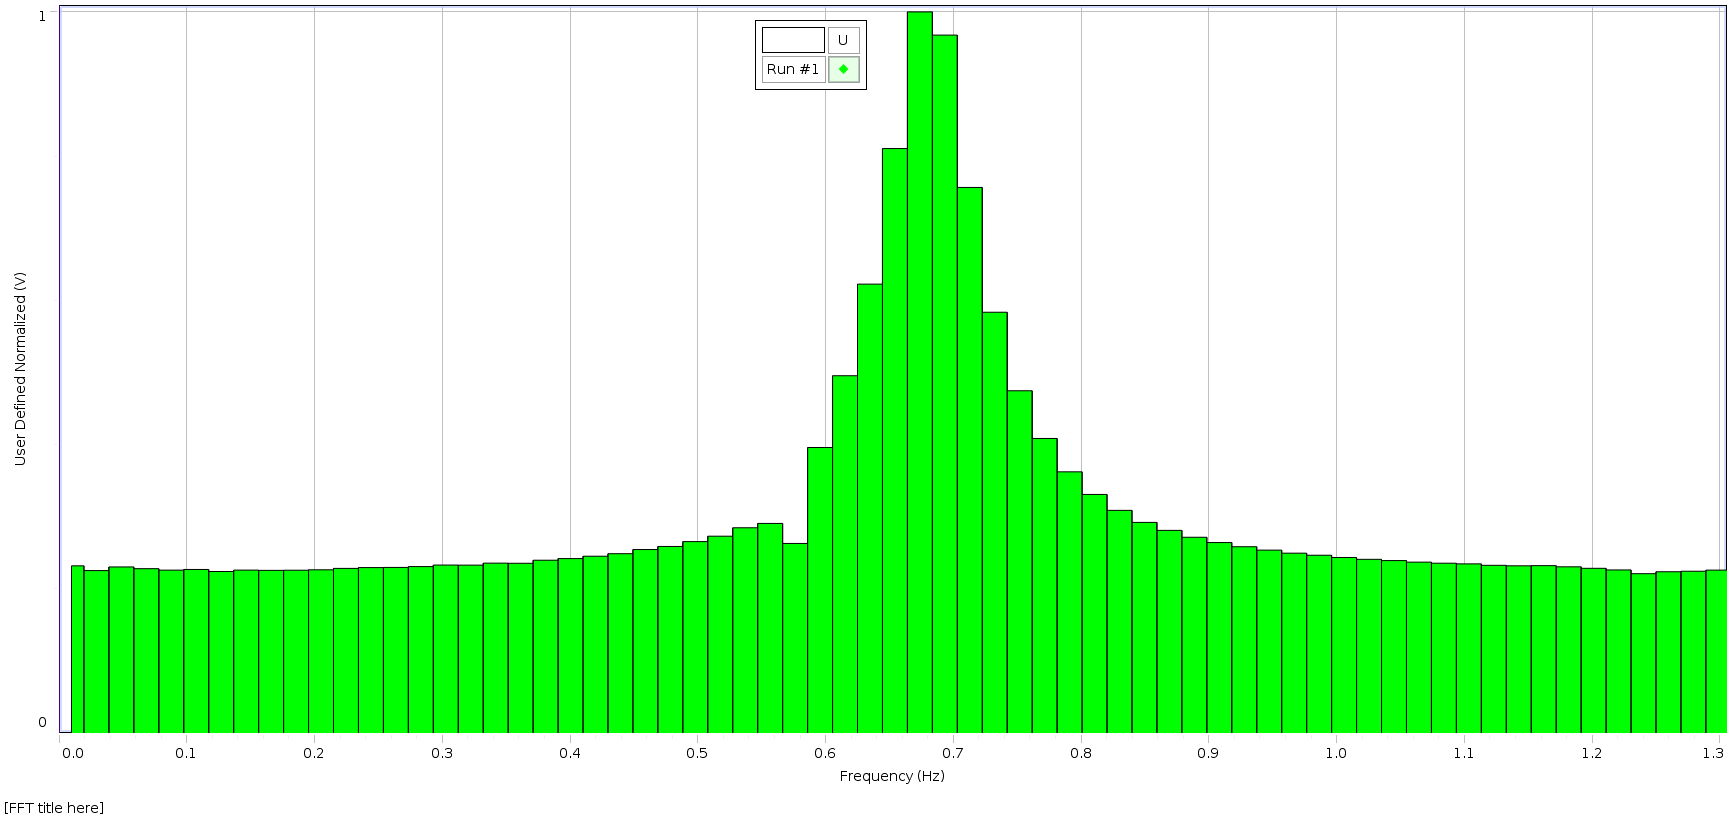 1
U
Run #1
User Defined Normalized (V)
0
0.0 0.1 0.2 0.3 0.4 0.5 0.6 0.7 0.8 0.9 1.0 1.1 1.2 1.3
Frequency (Hz)
[FFT title here]